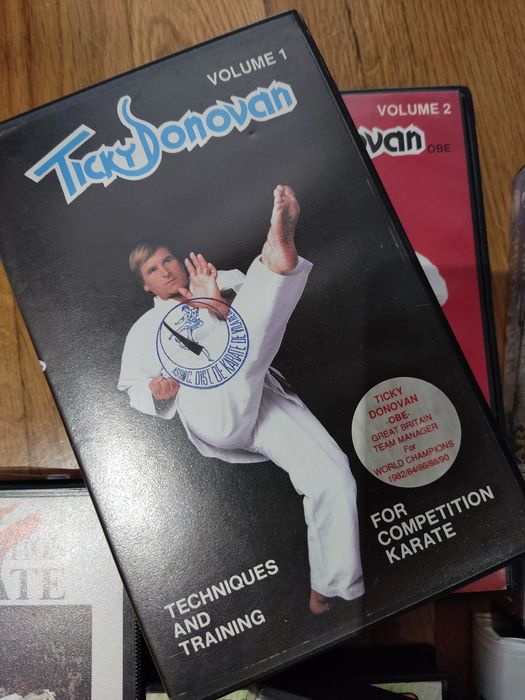 VOLUME 1
Ticky Donovan
TICKY
DONOVAN
-OBE-
GREAT BRITAIN
TEAM MANAGER
For
WORLD CHAMPIONS
1982/84/86/88/90
TECHNIQUES
AND
TRAINING
FOR
COMPETITION
KARATE
VOLUME 2
ovan OBE
ATE